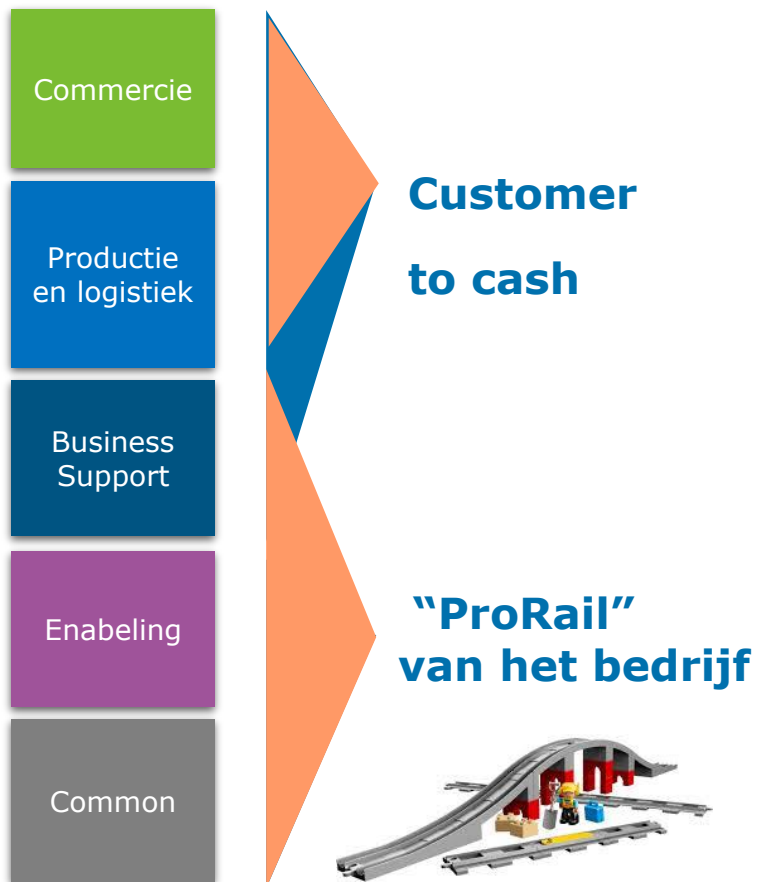 Commercie
Customer
Productie
en logistiek
to cash
Business
Support
Enabeling
“ProRail”
van het bedrijf
Common